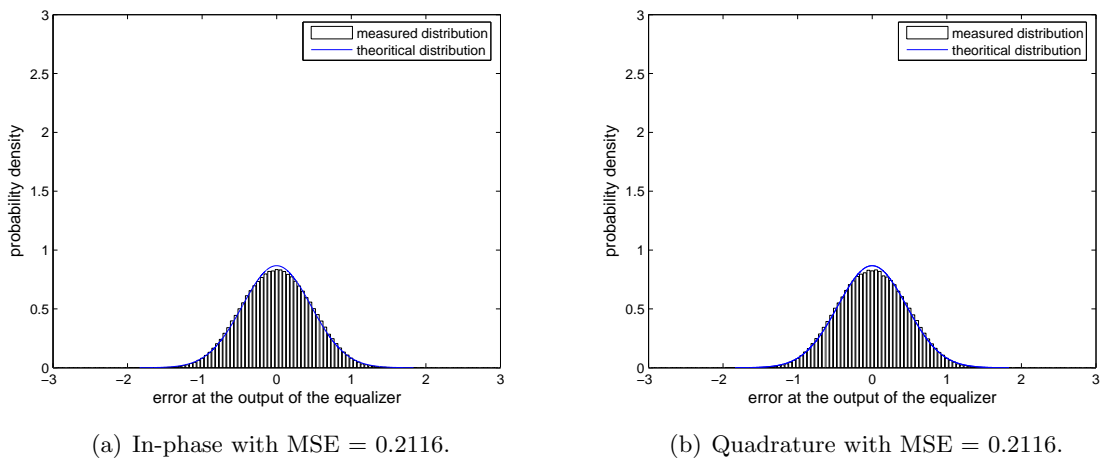 3
2.5
2
1.5
1
0.5
0
−3
−2
−1
0
1
2
3
probability density
error at the output of the equalizer
measured distribution
theoritical distribution
(a) In-phase with MSE = 0.2116.
3
2.5
2
1.5
1
0.5
0
−3
−2
−1
0
1
2
3
probability density
error at the output of the equalizer
measured distribution
theoritical distribution
(b) Quadrature with MSE = 0.2116.